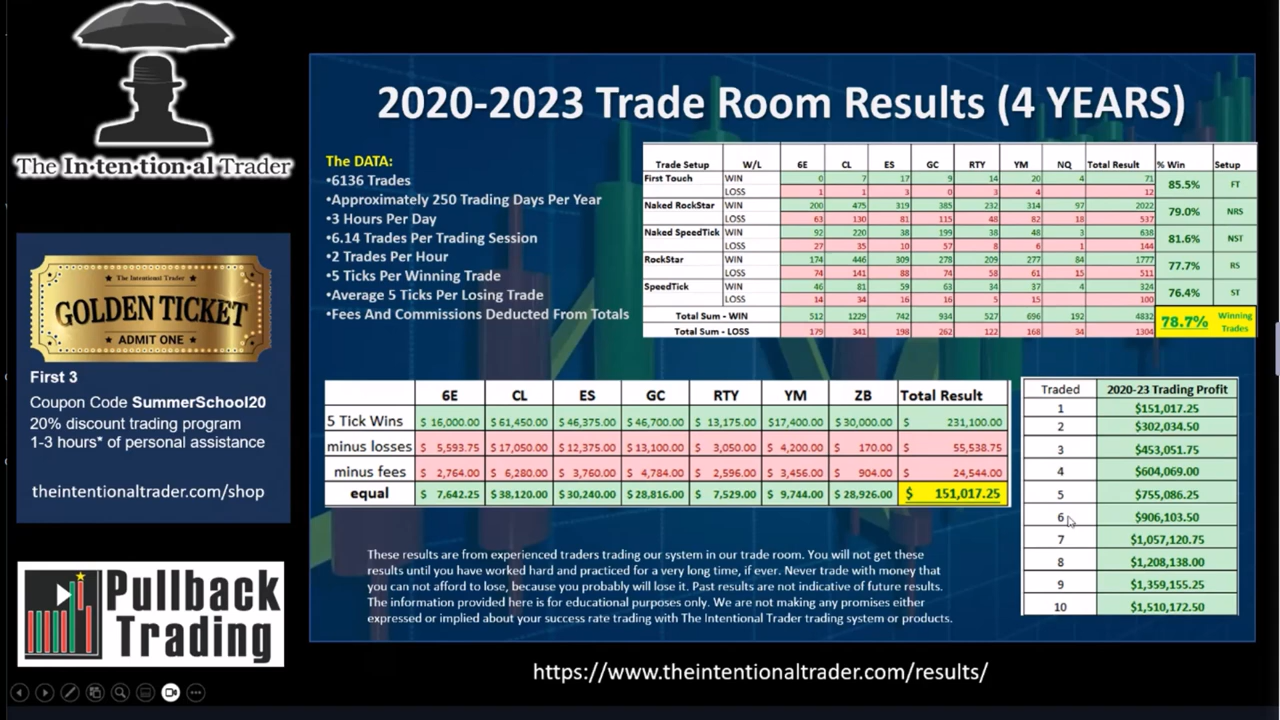 The In·ten·tion·al Trader
The Intentional Trader
GOLDEN TICKET
ADMIT ONE
First 3
Coupon Code SummerSchool20
20% discount trading program
1-3 hours* of personal assistance
theintentionaltrader.com/shop
Pullback
Trading
2020-2023 Trade Room Results (4 YEARS)
The DATA:
•6136 Trades
•Approximately 250 Trading Days Per Year
•3 Hours Per Day
•6.14 Trades Per Trading Session
•2 Trades Per Hour
•5 Ticks Per Winning Trade
•Average 5 Ticks Per Losing Trade
•Fees And Commissions Deducted From Totals
Trade Setup W/L 6E CL ES GC RTY YM NQ Total Result % Win Setup
First Touch WIN 0 7 17 9 14 20 4 71 85.5% FT
LOSS 1 1 3 0 3 4 12
Naked RockStar WIN 200 475 319 385 232 314 97 2022 79.0% NRS
LOSS 63 130 81 115 48 82 18 537
Naked SpeedTick WIN 92 220 38 199 38 48 3 638 81.6% NST
LOSS 27 35 10 57 8 6 1 144
RockStar WIN 174 446 309 278 209 277 84 1777 77.7% RS
LOSS 74 141 88 74 58 61 15 511
SpeedTick WIN 46 81 59 63 34 37 4 324 76.4% ST
LOSS 14 34 16 16 5 15 100
Total Sum - WIN 512 1229 742 934 527 696 192 4832 78.7% Winning Trades
Total Sum - LOSS 179 341 198 262 122 168 34 1304
6E CL ES GC RTY YM ZB Total Result
5 Tick Wins $ 16,000.00 $ 61,450.00 $ 46,375.00 $ 46,700.00 $ 13,175.00 $17,400.00 $ 30,000.00 $ 231,100.00
minus losses $ 5,593.75 $ 17,050.00 $ 12,375.00 $ 13,100.00 $ 3,050.00 $ 4,200.00 $ 170.00 $ 55,538.75
minus fees $ 2,764.00 $ 6,280.00 $ 3,760.00 $ 4,784.00 $ 2,596.00 $ 3,456.00 $ 904.00 $ 24,544.00
equal $ 7,642.25 $ 38,120.00 $ 30,240.00 $ 28,816.00 $ 7,529.00 $ 9,744.00 $ 28,926.00 $ 151,017.25
Traded 2020-23 Trading Profit
1 $151,017.25
2 $302,034.50
3 $453,051.75
4 $604,069.00
5 $755,086.25
6 $906,103.50
7 $1,057,120.75
8 $1,208,138.00
9 $1,359,155.25
10 $1,510,172.50
These results are from experienced traders trading our system in our trade room. You will not get these
results until you have worked hard and practiced for a very long time, if ever. Never trade with money that
you can not afford to lose, because you probably will lose it. Past results are not indicative of future results.
The information provided here is for educational purposes only. We are not making any promises either
expressed or implied about your success rate trading with The Intentional Trader trading system or products.
https://www.theintentionaltrader.com/results/